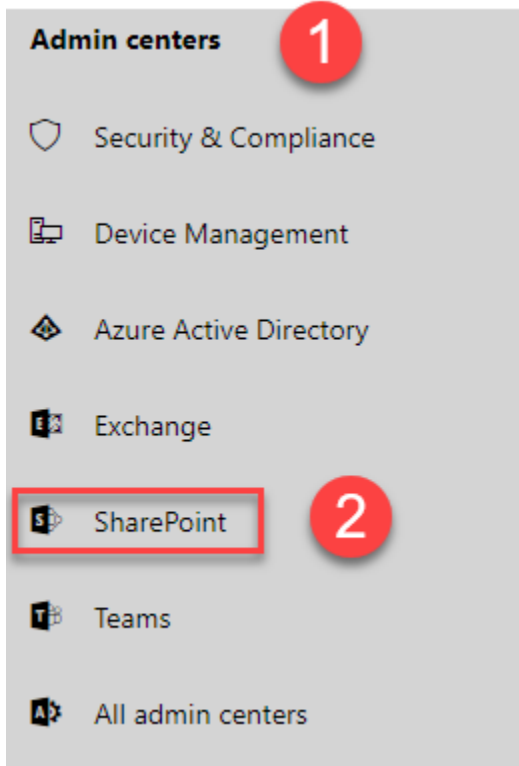 Admin centers
1
Security & Compliance
Device Management
Azure Active Directory
Exchange
SharePoint
2
Teams
All admin centers